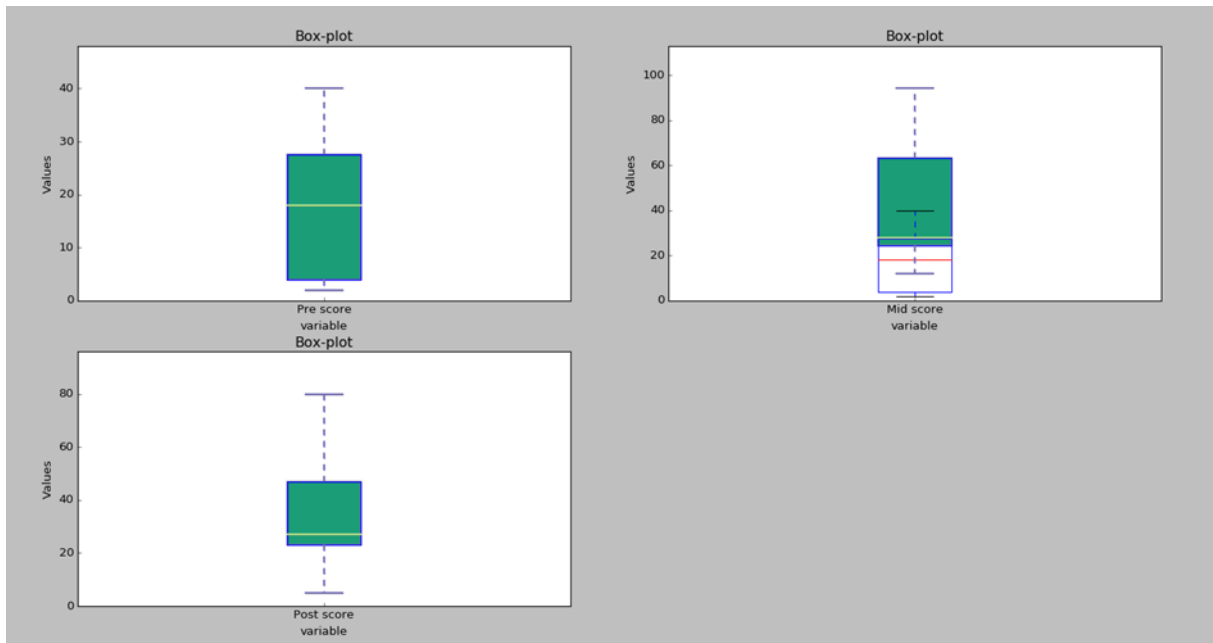 Box-plot
40
30
20
10
0
Values
Pre score
variable
Box-plot
100
80
60
40
20
0
Values
Mid score
variable
Box-plot
80
60
40
20
0
Values
Post score
variable